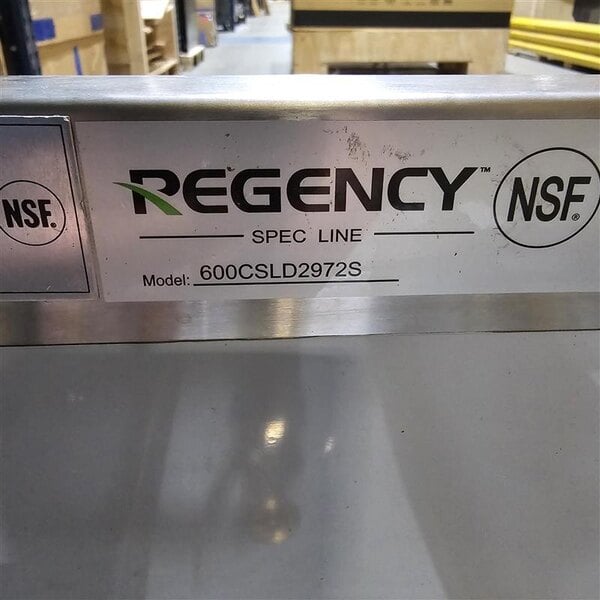 NSF.
REGENCY™
NSF®
SPEC LINE
Model: 600CSLD2972S